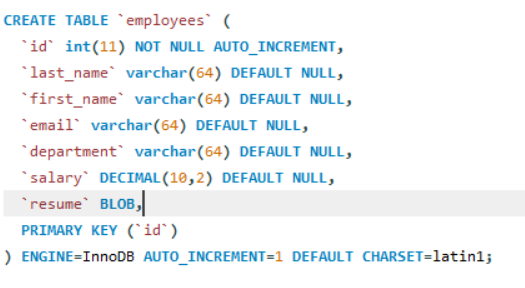 CREATE TABLE `employees` (
  `id` int(11) NOT NULL AUTO_INCREMENT,
  `last_name` varchar(64) DEFAULT NULL,
  `first_name` varchar(64) DEFAULT NULL,
  `email` varchar(64) DEFAULT NULL,
  `department` varchar(64) DEFAULT NULL,
  `salary` DECIMAL(10,2) DEFAULT NULL,
  `resume` BLOB,
  PRIMARY KEY (`id`)
) ENGINE=InnoDB AUTO_INCREMENT=1 DEFAULT CHARSET=latin1;